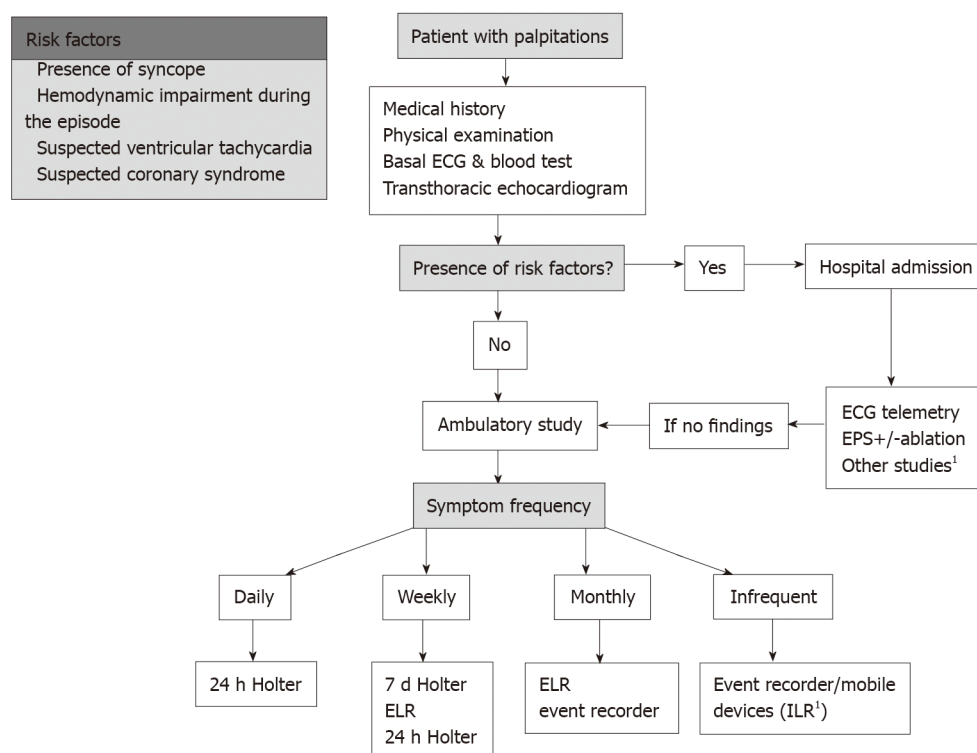 Risk factors
Presence of syncope
Hemodynamic impairment during
the episode
Suspected ventricular tachycardia
Suspected coronary syndrome
Patient with palpitations
Medical history
Physical examination
Basal ECG & blood test
Transthoracic echocardiogram
Presence of risk factors?
Yes
Hospital admission
No
ECG telemetry
EPS+/-ablation
Other studies¹
If no findings
Ambulatory study
Symptom frequency
Daily
Weekly
Monthly
Infrequent
24 h Holter
7 d Holter
ELR
24 h Holter
ELR
event recorder
Event recorder/mobile
devices (ILR¹)